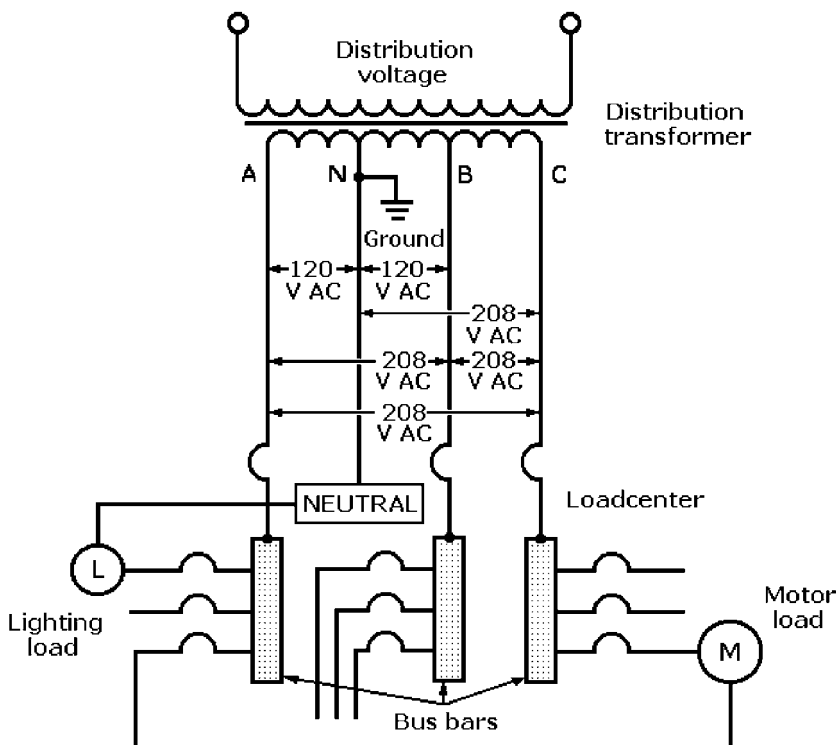 Distribution
voltage
Distribution
transformer
A
N
B
C
Ground
120
V AC
120
V AC
208
V AC
208
V AC
208
V AC
208
V AC
NEUTRAL
Loadcenter
L
Lighting
load
Motor
load
M
Bus bars